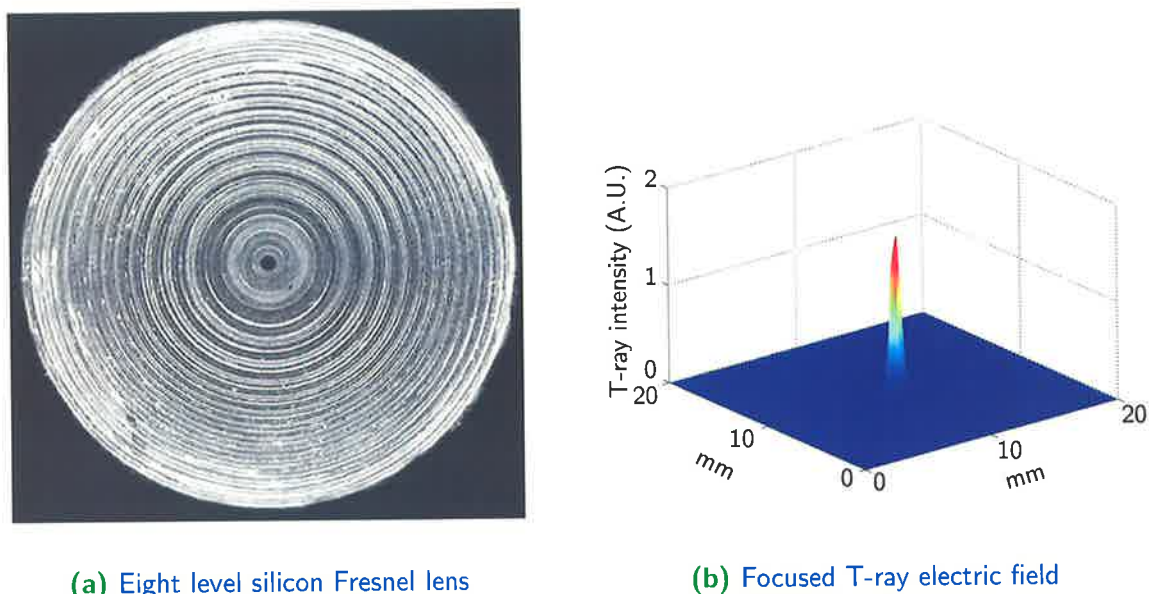 (a) Eight level silicon Fresnel lens
T-ray intensity (A.U.)
2
1
0
20
10
0
mm
0
10
20
mm
(b) Focused T-ray electric field